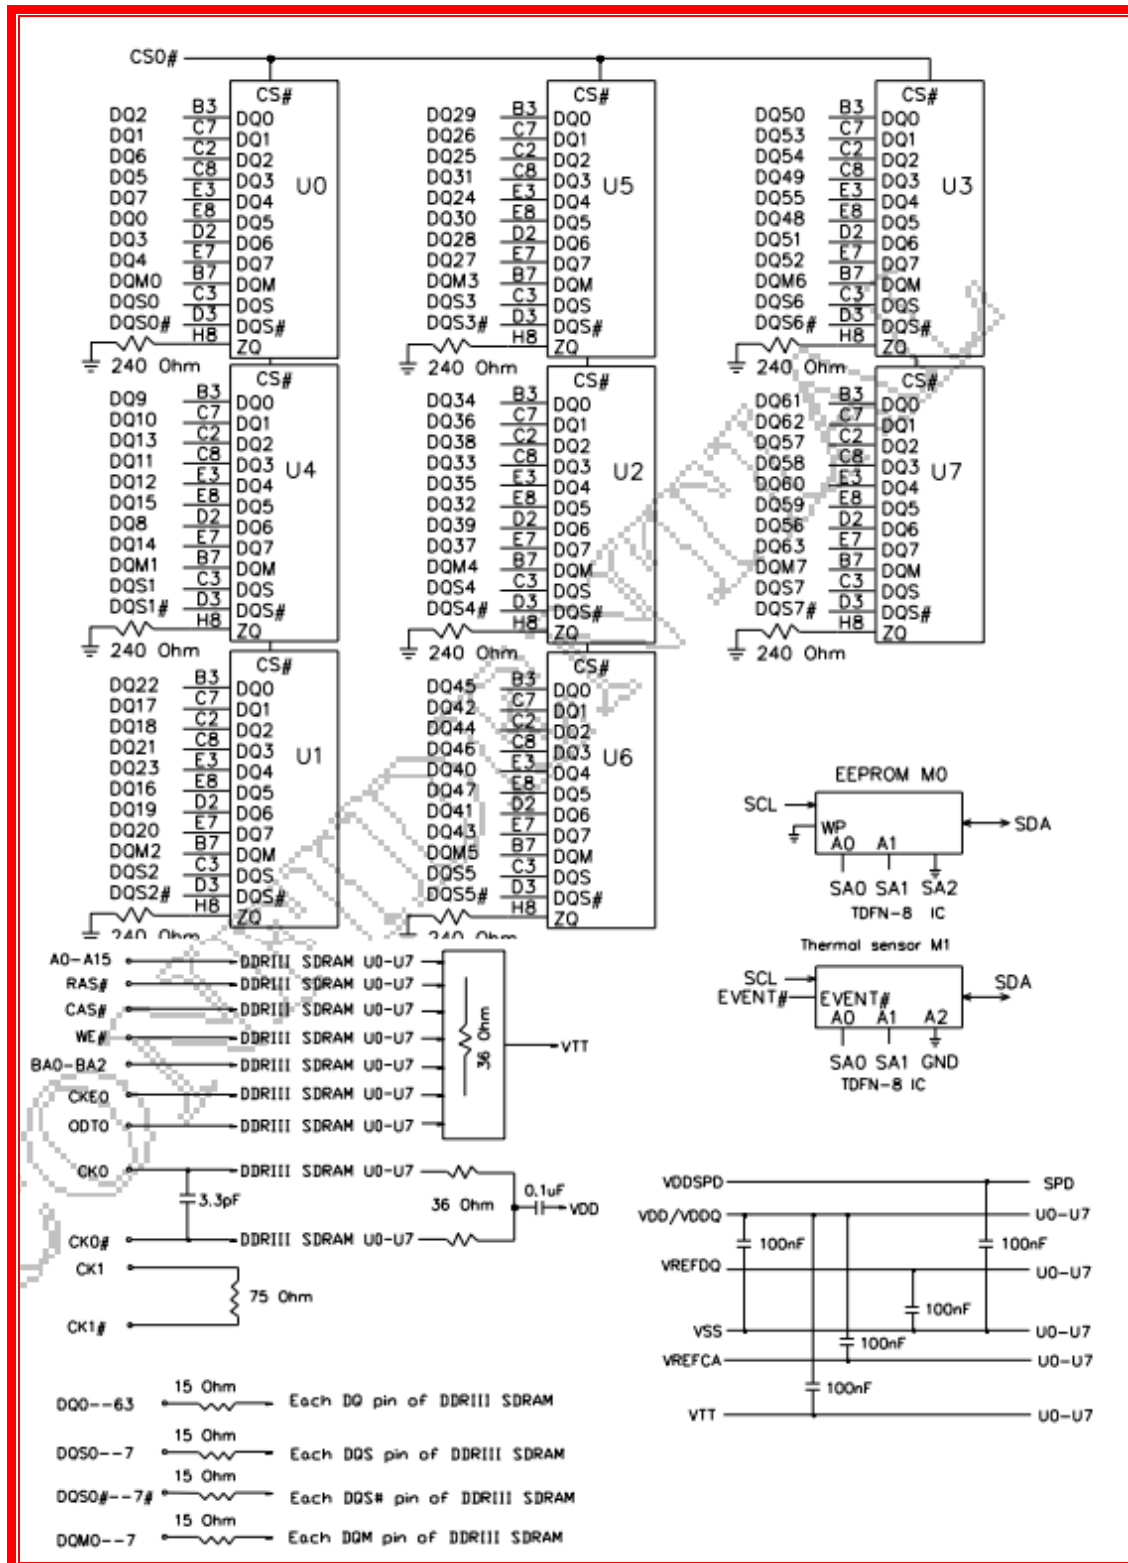 CS0#
CS#
DQ2 B3 DQ0
DQ1 C7 DQ1
DQ6 C2 DQ2
DQ5 C8 DQ3
DQ7 E3 DQ4
DQ0 E8 DQ5
DQ3 D2 DQ6
DQ4 E7 DQ7
DQM0 B7 DQM
DQS0 C3 DQS
DQS0# D3 DQS#
H8 ZQ
240 Ohm
U0
CS#
DQ29 B3 DQ0
DQ26 C7 DQ1
DQ25 C2 DQ2
DQ31 C8 DQ3
DQ24 E3 DQ4
DQ30 E8 DQ5
DQ28 D2 DQ6
DQ27 E7 DQ7
DQM3 B7 DQM
DQS3 C3 DQS
DQS3# D3 DQS#
H8 ZQ
240 Ohm
U5
CS#
DQ50 B3 DQ0
DQ53 C7 DQ1
DQ54 C2 DQ2
DQ49 C8 DQ3
DQ55 E3 DQ4
DQ48 E8 DQ5
DQ51 D2 DQ6
DQ52 E7 DQ7
DQM6 B7 DQM
DQS6 C3 DQS
DQS6# D3 DQS#
H8 ZQ
240 Ohm
U3
CS#
DQ9 B3 DQ0
DQ10 C7 DQ1
DQ13 C2 DQ2
DQ11 C8 DQ3
DQ12 E3 DQ4
DQ15 E8 DQ5
DQ8 D2 DQ6
DQ14 E7 DQ7
DQM1 B7 DQM
DQS1 C3 DQS
DQS1# D3 DQS#
H8 ZQ
240 Ohm
U4
CS#
DQ34 B3 DQ0
DQ36 C7 DQ1
DQ38 C2 DQ2
DQ33 C8 DQ3
DQ35 E3 DQ4
DQ32 E8 DQ5
DQ39 D2 DQ6
DQ37 E7 DQ7
DQM4 B7 DQM
DQS4 C3 DQS
DQS4# D3 DQS#
H8 ZQ
240 Ohm
U2
CS#
DQ61 B3 DQ0
DQ62 C7 DQ1
DQ57 C2 DQ2
DQ58 C8 DQ3
DQ60 E3 DQ4
DQ59 E8 DQ5
DQ56 D2 DQ6
DQ63 E7 DQ7
DQM7 B7 DQM
DQS7 C3 DQS
DQS7# D3 DQS#
H8 ZQ
240 Ohm
U7
CS#
DQ22 B3 DQ0
DQ17 C7 DQ1
DQ18 C2 DQ2
DQ21 C8 DQ3
DQ23 E3 DQ4
DQ16 E8 DQ5
DQ19 D2 DQ6
DQ20 E7 DQ7
DQM2 B7 DQM
DQS2 C3 DQS
DQS2# D3 DQS#
H8 ZQ
240 Ohm
U1
CS#
DQ45 B3 DQ0
DQ42 C7 DQ1
DQ44 C2 DQ2
DQ46 C8 DQ3
DQ40 E3 DQ4
DQ47 E8 DQ5
DQ41 D2 DQ6
DQ43 E7 DQ7
DQM5 B7 DQM
DQS5 C3 DQS
DQS5# D3 DQS#
H8 ZQ
240 Ohm
U6
EEPROM M0
SCL
WP
SDA
A0 A1
SA0 SA1 SA2
TDFN-8 IC
Thermal sensor M1
SCL
EVENT# EVENT#
SDA
A0 A1 A2
SA0 SA1 GND
TDFN-8 IC
A0-A15 DDRIII SDRAM U0-U7
RAS# DDRIII SDRAM U0-U7
CAS# DDRIII SDRAM U0-U7
WE# DDRIII SDRAM U0-U7
BA0-BA2 DDRIII SDRAM U0-U7
CKE0 DDRIII SDRAM U0-U7
ODT0 DDRIII SDRAM U0-U7
36 Ohm
VTT
CK0 DDRIII SDRAM U0-U7
3.3pF
36 Ohm
0.1uF
VDD
CK0# DDRIII SDRAM U0-U7
CK1
75 Ohm
CK1#
VDDSPD SPD
VDD/VDDQ U0-U7
100nF 100nF
VREFDQ U0-U7
100nF
VSS U0-U7
100nF
VREFCA U0-U7
100nF
VTT U0-U7
15 Ohm
DQ0--63 Each DQ pin of DDRIII SDRAM
15 Ohm
DQS0--7 Each DQS pin of DDRIII SDRAM
15 Ohm
DQS0#--7# Each DQS# pin of DDRIII SDRAM
15 Ohm
DQM0--7 Each DQM pin of DDRIII SDRAM